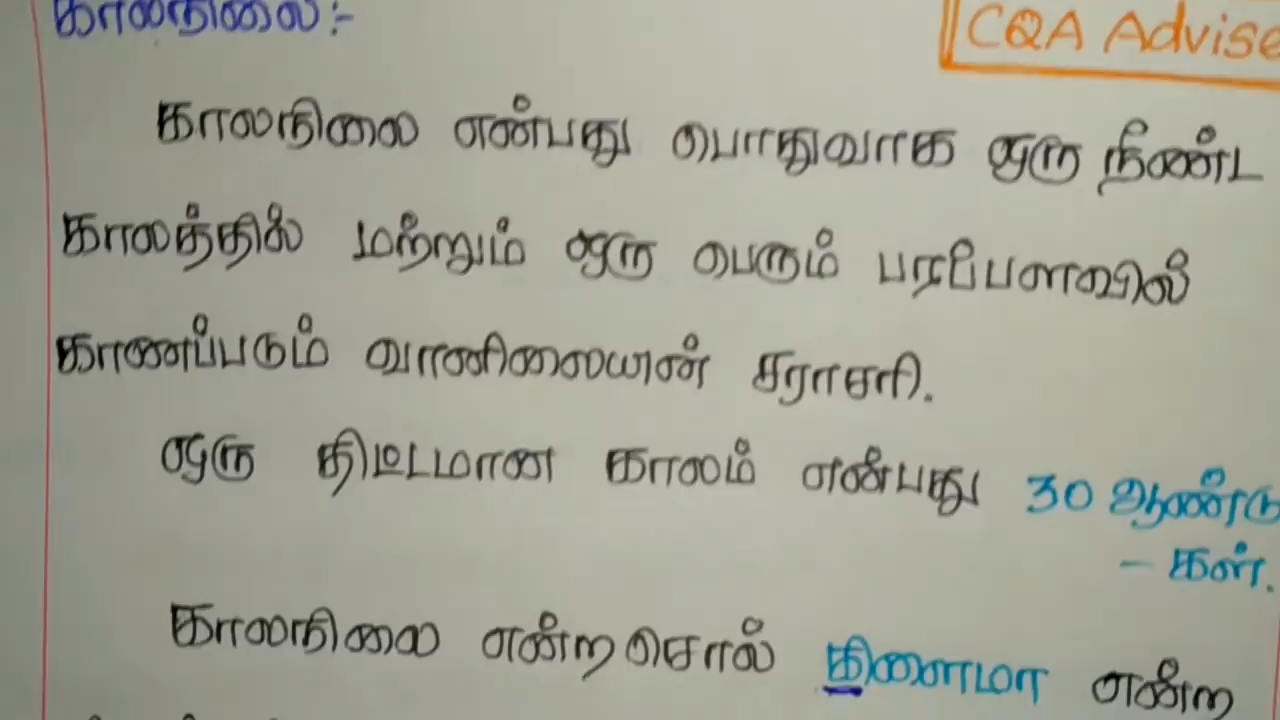 காலநிலை:-
CQA Advise
காலநிலை என்பது பொதுவாக ஒரு நீண்ட
காலத்தில் மற்றும் ஒரு பெரும் பரப்பளவில்
காணப்படும் வானிலையின் சராசரி.
ஒரு திட்டமான காலம் என்பது 30 ஆண்டு
- கள்.
காலநிலை என்ற சொல் கிளைமா என்ற